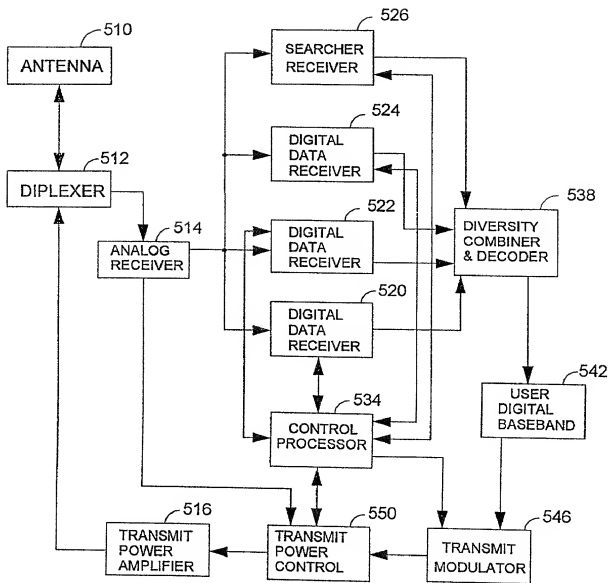 510
ANTENNA
512
DIPLEXER
514
ANALOG
RECEIVER
526
SEARCHER
RECEIVER
524
DIGITAL
DATA
RECEIVER
522
DIGITAL
DATA
RECEIVER
520
DIGITAL
DATA
RECEIVER
538
DIVERSITY
COMBINER
& DECODER
534
CONTROL
PROCESSOR
542
USER
DIGITAL
BASEBAND
516
TRANSMIT
POWER
AMPLIFIER
550
TRANSMIT
POWER
CONTROL
546
TRANSMIT
MODULATOR